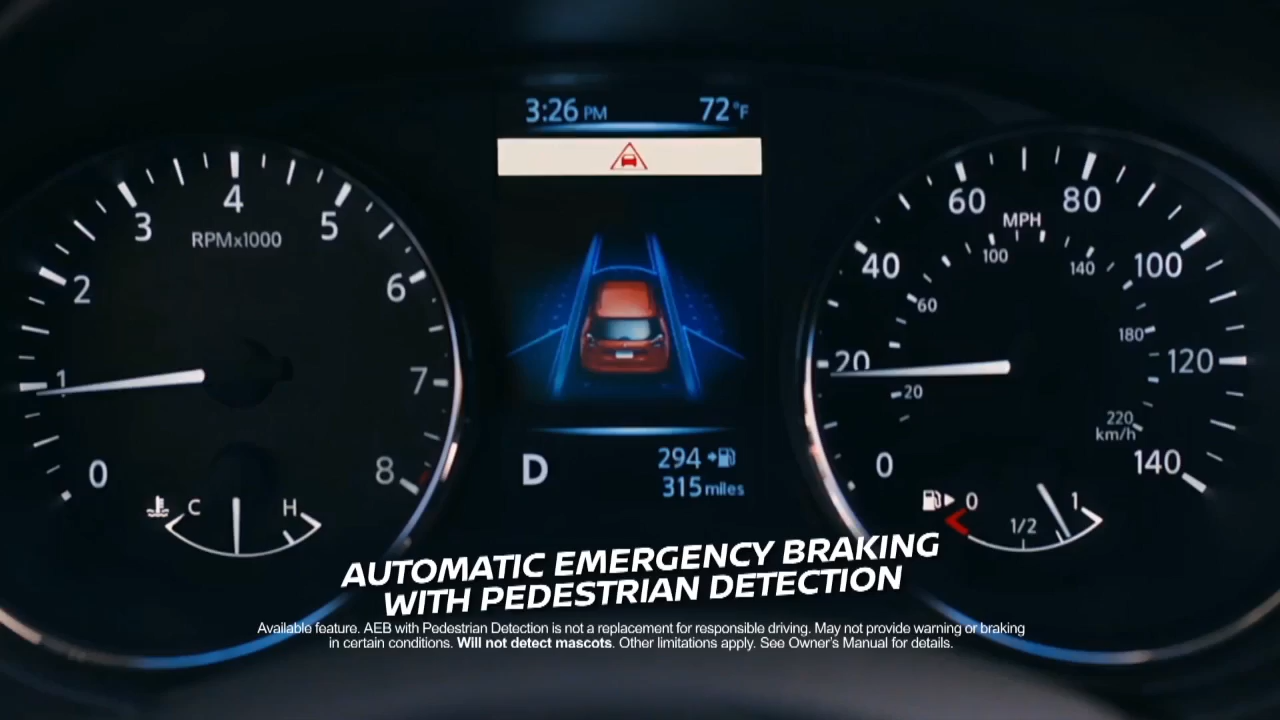 3:26 PM 72°F
0 1 2 3 4 5 6 7 8
RPMx1000
C H
0 20 40 60 80 100 120 140
MPH
20 60 100 140 180 220
km/h
D
294
315 miles
0 1/2 1
AUTOMATIC EMERGENCY BRAKING
WITH PEDESTRIAN DETECTION
Available feature. AEB with Pedestrian Detection is not a replacement for responsible driving. May not provide warning or braking
in certain conditions. Will not detect mascots. Other limitations apply. See Owner's Manual for details.